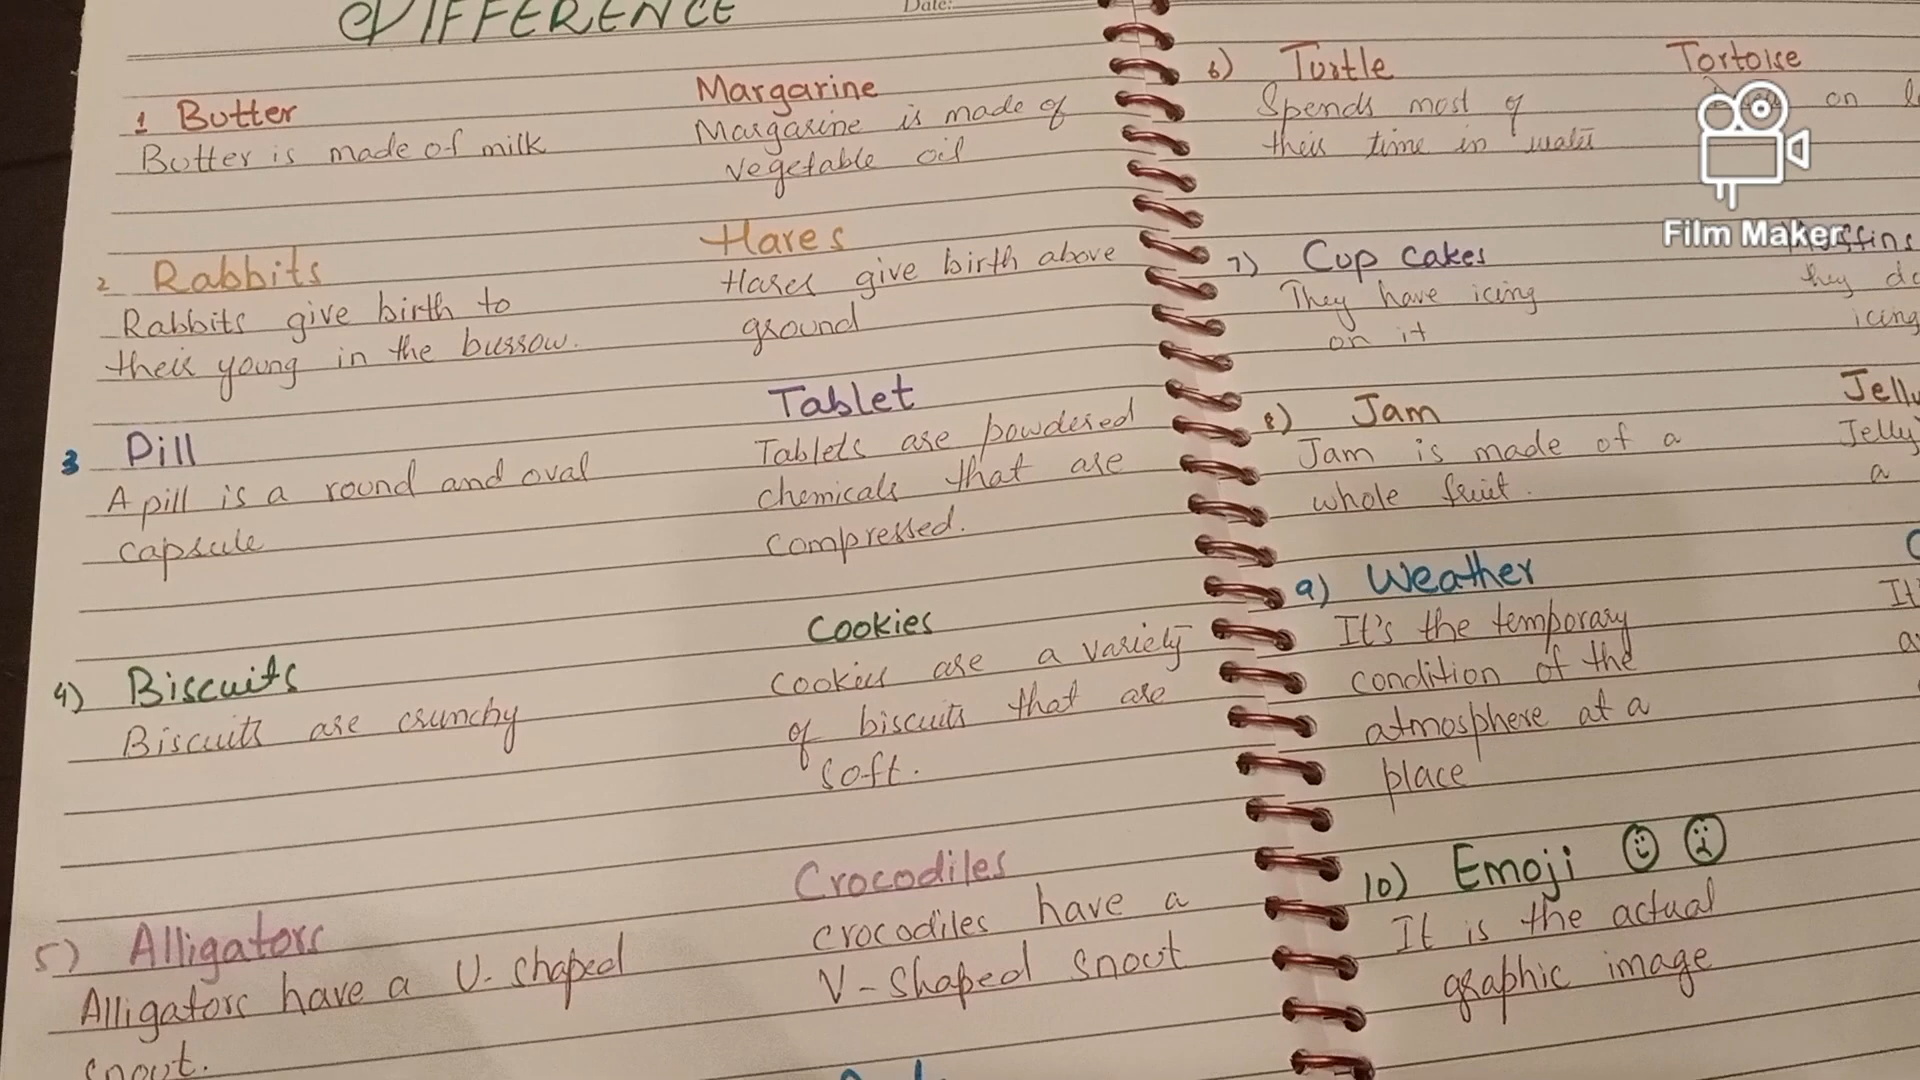 DIFFERENCE
Date:
1 Butter
Butter is made of milk
Margarine
Margarine is made of
vegetable oil
2 Rabbits
Rabbits give birth to
their young in the burrow.
Hares
Hares give birth above
ground
3 Pill
A pill is a round and oval
capsule
Tablet
Tablets are powdered
chemicals that are
compressed.
4) Biscuits
Biscuits are crunchy
Cookies
Cookies are a variety
of biscuits that are
soft.
5) Alligators
Alligators have a U-shaped
snout.
Crocodiles
Crocodiles have a
V-shaped snout
6) Turtle
Spends most of
their time in water
Tortoise
on
7) Cup cakes
They have icing
on it
they
icing
8) Jam
Jam is made of a
whole fruit.
Jelly
Jelly
a
9) Weather
It's the temporary
condition of the
atmosphere at a
place
10) Emoji
It is the actual
graphic image
Film Maker